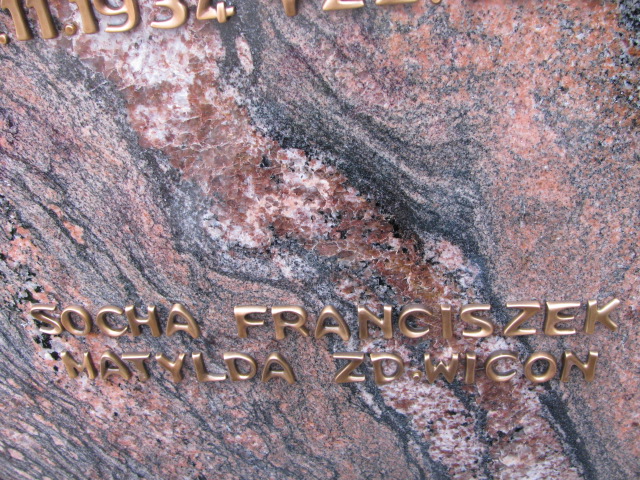 .11.1934
SOCHA FRANCISZEK
MATYLDA ZD.WICON